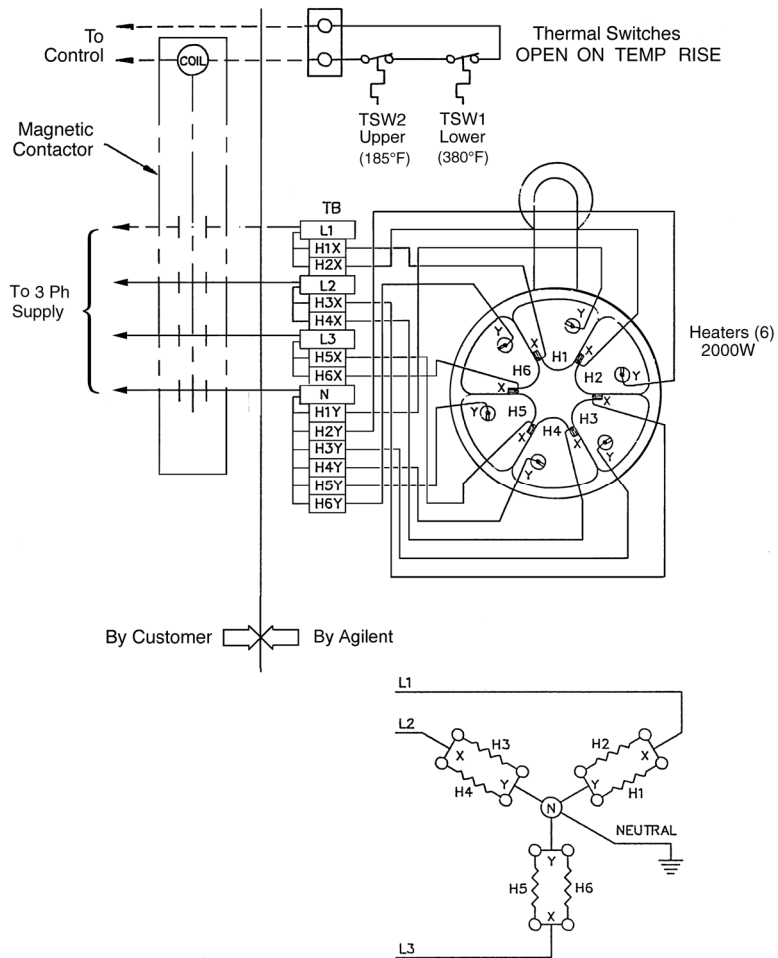 To
Control
COIL
Thermal Switches
OPEN ON TEMP RISE
TSW2
Upper
(185°F)
TSW1
Lower
(380°F)
Magnetic
Contactor
To 3 Ph
Supply
TB
L1
H1X
H2X
L2
H3X
H4X
L3
H5X
H6X
N
H1Y
H2Y
H3Y
H4Y
H5Y
H6Y
Y
Y
X
H1
X
H6
H2
Y
X
X
Y
H5
H3
X
H4
X
Y
Y
Heaters (6)
2000W
By Customer
By Agilent
L1
L2
H3
X
H4
Y
H2
X
Y
H1
N
NEUTRAL
Y
H5
H6
X
L3